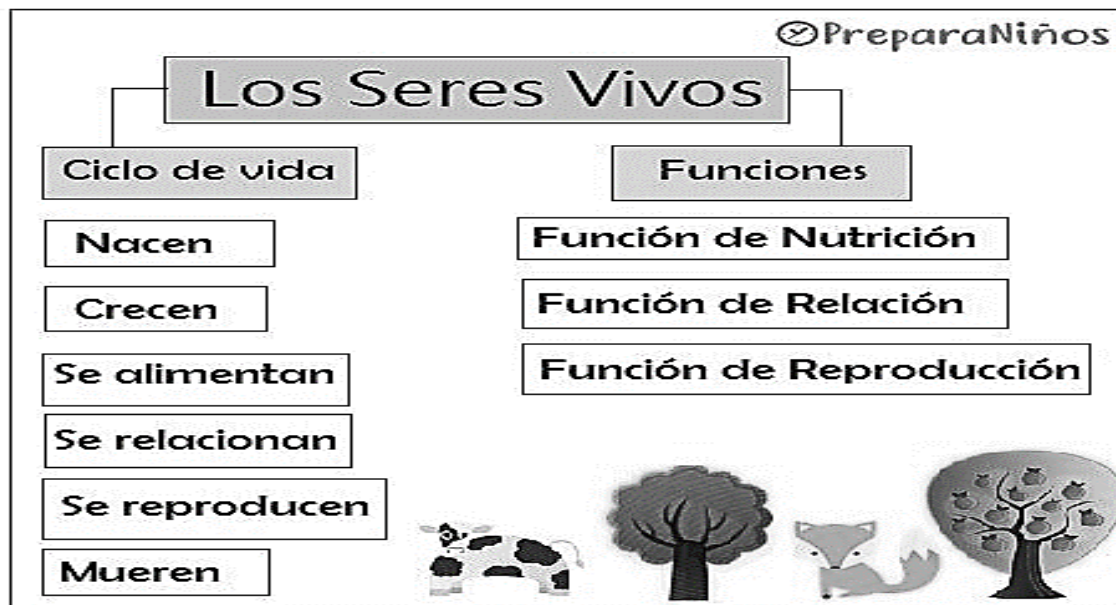 PreparaNiños
Los Seres Vivos
Ciclo de vida
Nacen
Crecen
Se alimentan
Se relacionan
Se reproducen
Mueren
Funciones
Función de Nutrición
Función de Relación
Función de Reproducción